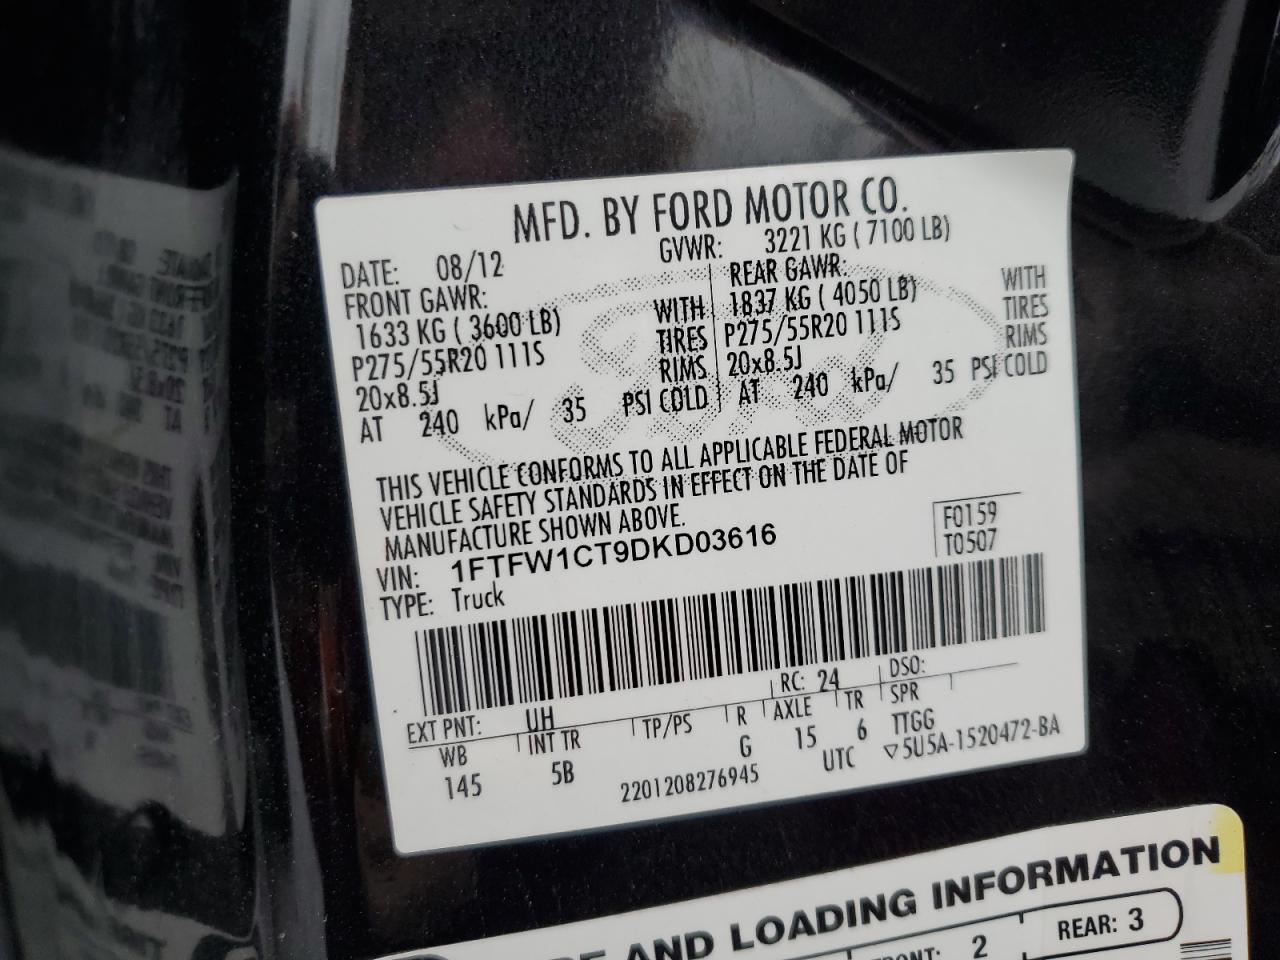 MFD. BY FORD MOTOR CO.
DATE: 08/12 GVWR: 3221 KG ( 7100 LB)
FRONT GAWR: REAR GAWR:
1633 KG ( 3600 LB) WITH 1837 KG ( 4050 LB) WITH
P275/55R20 111S TIRES P275/55R20 111S TIRES
20x8.5J RIMS 20x8.5J RIMS
AT 240 kPa/ 35 PSI COLD AT 240 kPa/ 35 PSI COLD
THIS VEHICLE CONFORMS TO ALL APPLICABLE FEDERAL MOTOR
VEHICLE SAFETY STANDARDS IN EFFECT ON THE DATE OF
MANUFACTURE SHOWN ABOVE.
VIN: 1FTFW1CT9DKD03616 F0159
TYPE: Truck T0507
EXT PNT: UH RC: 24 DSO:
WB INT TR TP/PS R AXLE TR SPR
145 5B G 15 6 TTGG
2201208276945 UTC ▽5U5A-1520472-BA
AND LOADING INFORMATION
2 REAR: 3